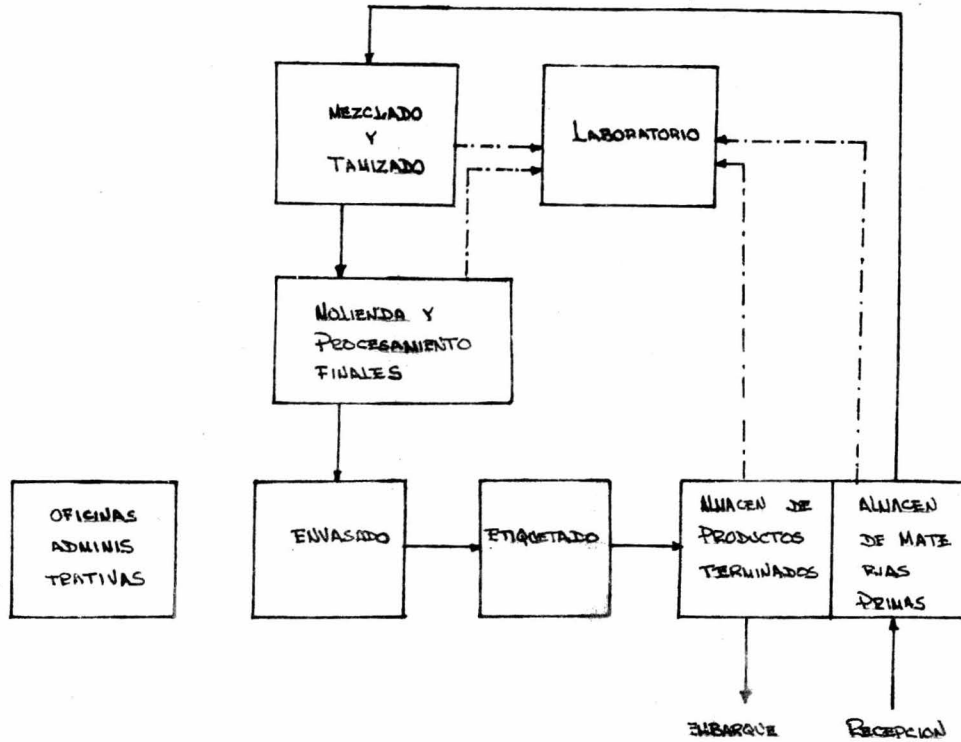 MEZCLADO
Y
TAMIZADO
LABORATORIO
MOLIENDA Y
PROCESAMIENTO
FINALES
OFICINAS
ADMINIS
TRATIVAS
ENVASADO
ETIQUETADO
ALMACEN DE
PRODUCTOS
TERMINADOS
ALMACEN
DE MATE
RIAS
PRIMAS
EMBARQUE
RECEPCION